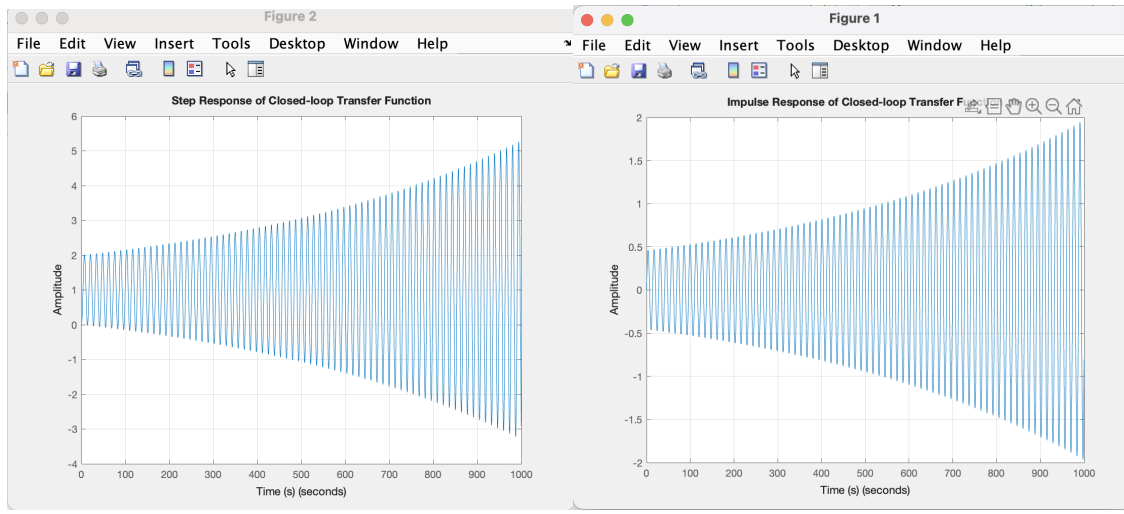 Figure 2
File Edit View Insert Tools Desktop Window Help
Step Response of Closed-loop Transfer Function
6
5
4
3
2
1
0
-1
-2
-3
-4
Amplitude
0 100 200 300 400 500 600 700 800 900 1000
Time (s) (seconds)
Figure 1
File Edit View Insert Tools Desktop Window Help
Impulse Response of Closed-loop Transfer
2
1.5
1
0.5
0
-0.5
-1
-1.5
-2
Amplitude
0 100 200 300 400 500 600 700 800 900 1000
Time (s) (seconds)